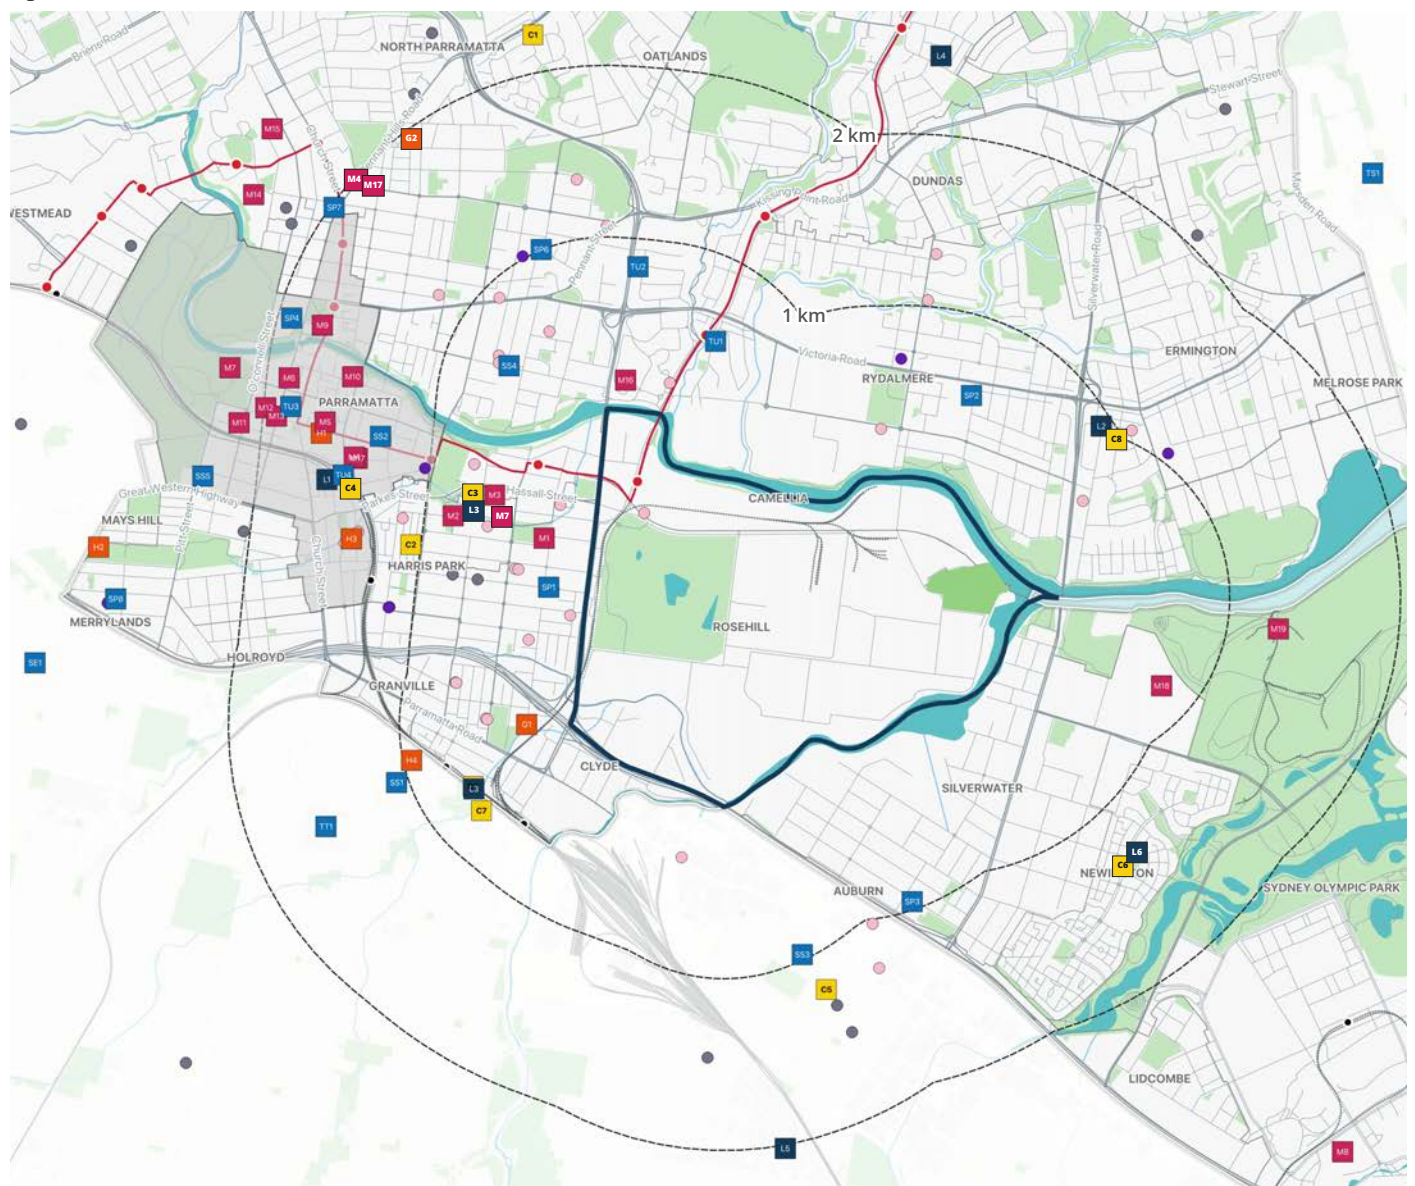 C1
NORTH PARRAMATTA
Briens Road
OATLANDS
L4
Stewart Street
M15
Church Street
G2
2 km
TS1
M4
M17
M14
SP7
DUNDAS
Kissing Point Road
Marsden Road
WESTMEAD
SP6
Pennant Street
TU2
Silverwater Road
SP4
M9
1 km
O'Connell Street
TU1
Victoria Road
ERMINGTON
M7
M6
M10
SS4
M16
RYDALMERE
MELROSE PARK
SP2
PARRAMATTA
M12
TU3
M13
M11
M5
H1
SS2
L2
C8
M17
SS5
L1
TU4
C4
Great Western Highway
Parkes Street
C3
M3
Hassall Street
CAMELLIA
L3
M2
M7
MAYS HILL
Pitt Street
H2
H3
C2
M1
HARRIS PARK
Church Street
SP1
SP8
MERRYLANDS
ROSEHILL
M19
HOLROYD
SE1
GRANVILLE
M18
Parramatta Road
G1
H4
CLYDE
SS1
L3
SILVERWATER
C7
TT1
L6
C6
NEWINGTON
AUBURN
SP3
SYDNEY OLYMPIC PARK
SS3
C5
LIDCOMBE
L5
M8